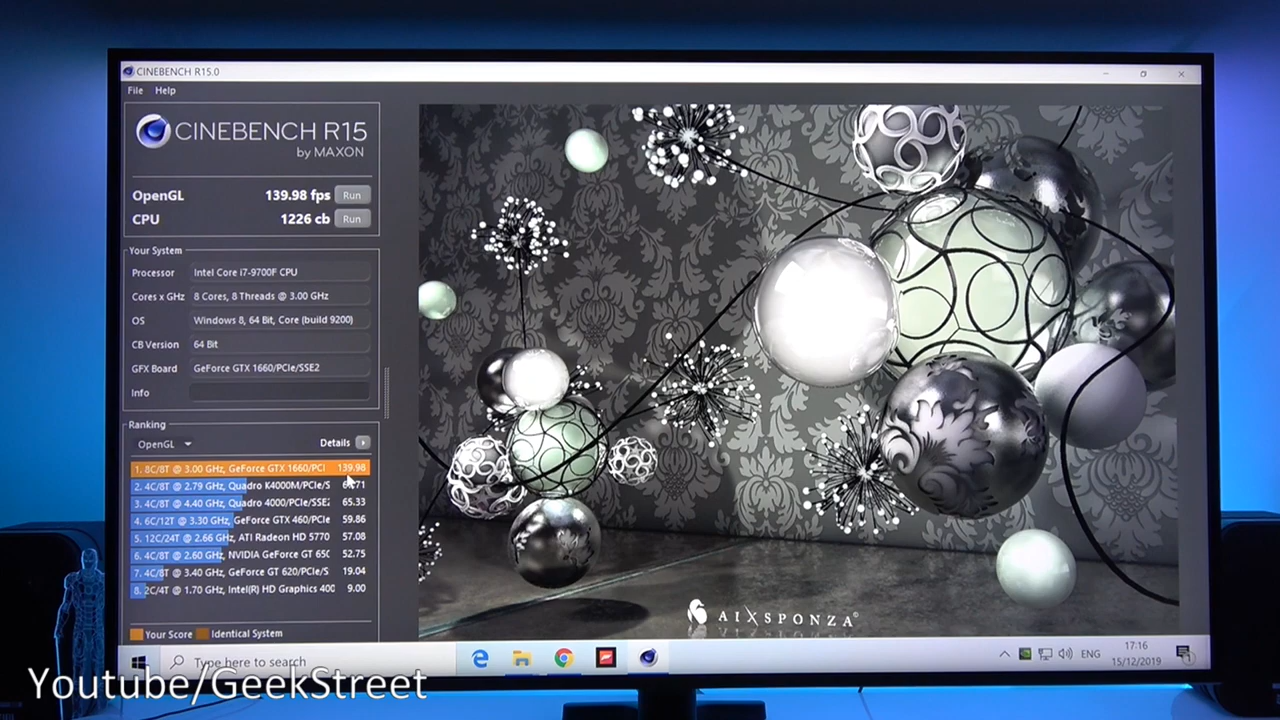 CINEBENCH R15.0
File Help
CINEBENCH R15
by MAXON
OpenGL 139.98 fps Run
CPU 1226 cb Run
Your System
Processor Intel Core i7-9700F CPU
Cores x GHz 8 Cores, 8 Threads @ 3.00 GHz
OS Windows 8, 64 Bit, Core (build 9200)
CB Version 64 Bit
GFX Board GeForce GTX 1660/PCIe/SSE2
Info
Ranking
OpenGL Details
1. 8C/8T @ 3.00 GHz, GeForce GTX 1660/PCI 139.98
2. 4C/8T @ 2.79 GHz, Quadro K4000M/PCIe/S
3. 4C/8T @ 4.40 GHz, Quadro 4000/PCIe/SSE2 65.33
4. 6C/12T @ 3.30 GHz, GeForce GTX 460/PCIe 59.86
5. 12C/24T @ 2.66 GHz, ATI Radeon HD 5770 57.08
6. 4C/8T @ 2.60 GHz, NVIDIA GeForce GT 650 52.75
7. 4C/8T @ 3.40 GHz, GeForce GT 620/PCIe/S 19.04
8. 2C/4T @ 1.70 GHz, Intel(R) HD Graphics 400 9.00
Your Score Identical System
AIXSPONZA
Type here to search
ENG
17:16
15/12/2019
Youtube/GeekStreet